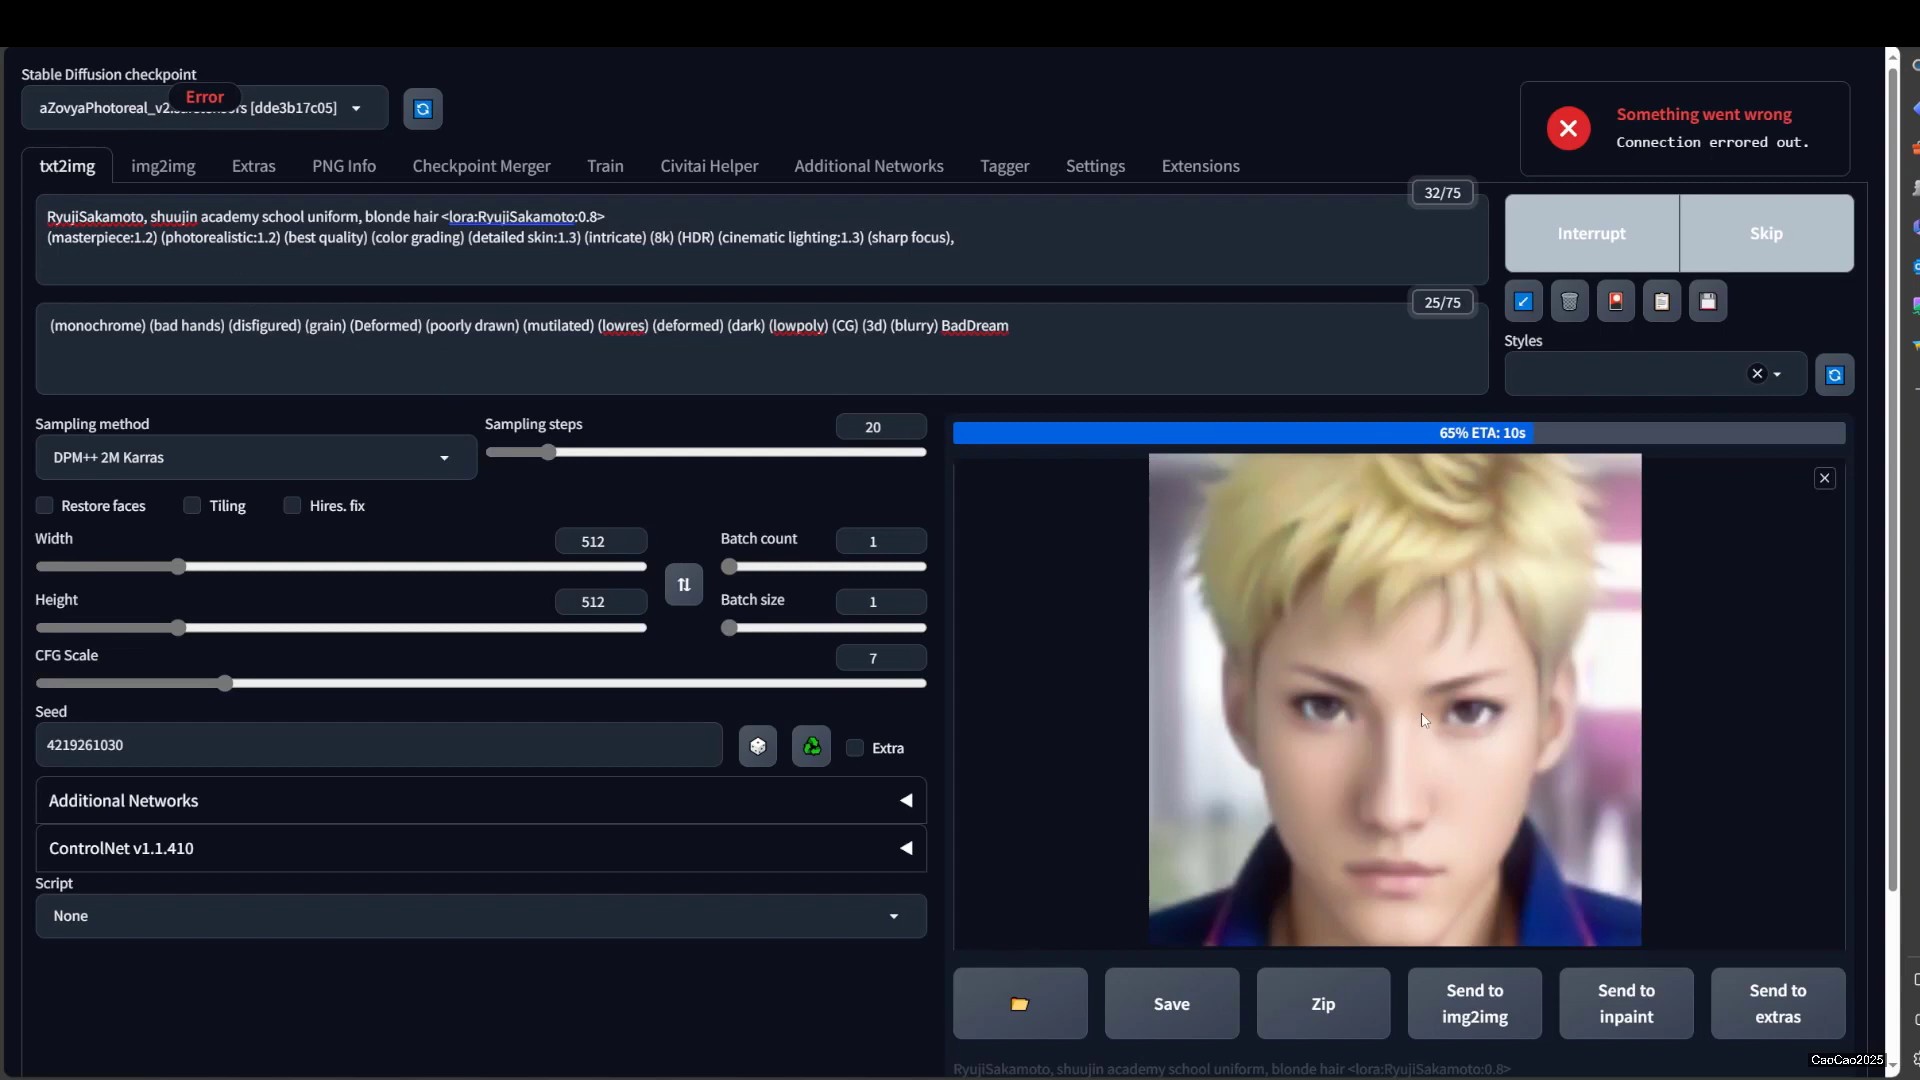 Stable Diffusion checkpoint
Error
[dde3b17c05]
Something went wrong
Connection errored out.
txt2img
img2img
Extras
PNG Info
Checkpoint Merger
Train
Civitai Helper
Additional Networks
Tagger
Settings
Extensions
32/75
RyujiSakamoto, shuujin academy school uniform, blonde hair <lora:RyujiSakamoto:0.8>
(masterpiece:1.2) (photorealistic:1.2) (best quality) (color grading) (detailed skin:1.3) (intricate) (8k) (HDR) (cinematic lighting:1.3) (sharp focus),
Interrupt
Skip
25/75
(monochrome) (bad hands) (disfigured) (grain) (Deformed) (poorly drawn) (mutilated) (lowres) (deformed) (dark) (lowpoly) (CG) (3d) (blurry) BadDream
Styles
Sampling method
DPM++ 2M Karras
Sampling steps
20
65% ETA: 10s
Restore faces
Tiling
Hires. fix
Width
512
Batch count
1
Height
512
Batch size
1
CFG Scale
7
Seed
4219261030
Extra
Additional Networks
ControlNet v1.1.410
Script
None
Save
Zip
Send to
img2img
Send to
inpaint
Send to
extras
RyujiSakamoto, shuujin academy school uniform, blonde hair <lora:RyujiSakamoto:0.8>
CaoCao2025